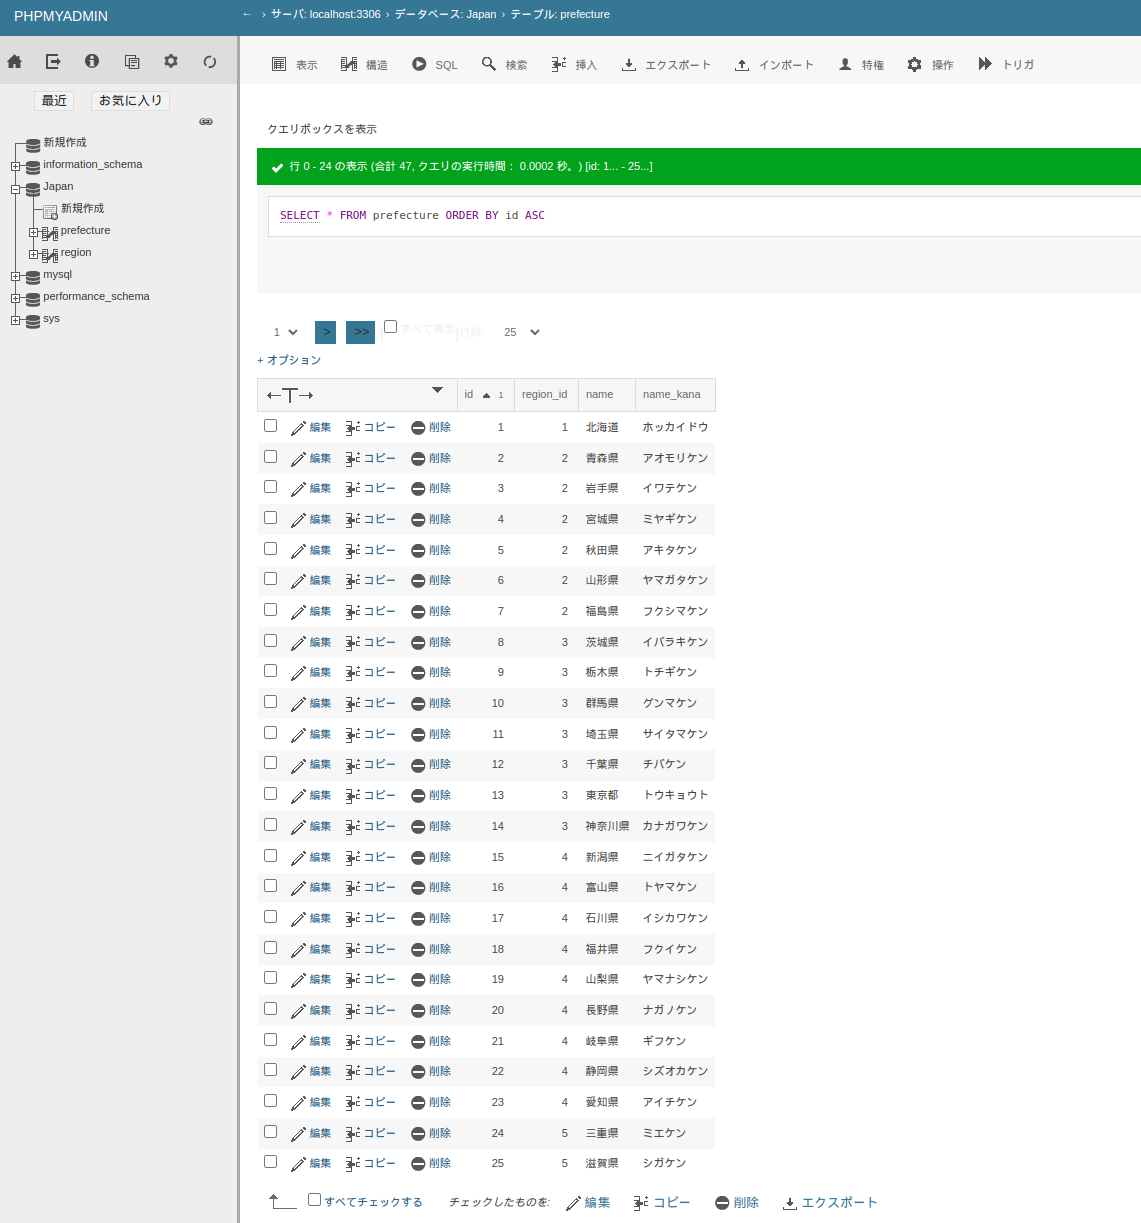 PHPMYADMIN
← › サーバ: localhost:3306 › データベース: Japan › テーブル: prefecture
表示 構造 SQL 検索 挿入 エクスポート インポート 特権 操作 トリガ
最近 お気に入り
新規作成
information_schema
Japan
新規作成
prefecture
region
mysql
performance_schema
sys
クエリボックスを表示
行 0 - 24 の表示 (合計 47, クエリの実行時間： 0.0002 秒。) [id: 1... - 25...]
SELECT * FROM prefecture ORDER BY id ASC
1 > >> | すべて表示 | 行数: 25
+ オプション
←T→ id 1 region_id name name_kana
編集 コピー 削除 1 1 北海道 ホッカイドウ
編集 コピー 削除 2 2 青森県 アオモリケン
編集 コピー 削除 3 2 岩手県 イワテケン
編集 コピー 削除 4 2 宮城県 ミヤギケン
編集 コピー 削除 5 2 秋田県 アキタケン
編集 コピー 削除 6 2 山形県 ヤマガタケン
編集 コピー 削除 7 2 福島県 フクシマケン
編集 コピー 削除 8 3 茨城県 イバラキケン
編集 コピー 削除 9 3 栃木県 トチギケン
編集 コピー 削除 10 3 群馬県 グンマケン
編集 コピー 削除 11 3 埼玉県 サイタマケン
編集 コピー 削除 12 3 千葉県 チバケン
編集 コピー 削除 13 3 東京都 トウキョウト
編集 コピー 削除 14 3 神奈川県 カナガワケン
編集 コピー 削除 15 4 新潟県 ニイガタケン
編集 コピー 削除 16 4 富山県 トヤマケン
編集 コピー 削除 17 4 石川県 イシカワケン
編集 コピー 削除 18 4 福井県 フクイケン
編集 コピー 削除 19 4 山梨県 ヤマナシケン
編集 コピー 削除 20 4 長野県 ナガノケン
編集 コピー 削除 21 4 岐阜県 ギフケン
編集 コピー 削除 22 4 静岡県 シズオカケン
編集 コピー 削除 23 4 愛知県 アイチケン
編集 コピー 削除 24 5 三重県 ミエケン
編集 コピー 削除 25 5 滋賀県 シガケン
すべてチェックする チェックしたものを: 編集 コピー 削除 エクスポート